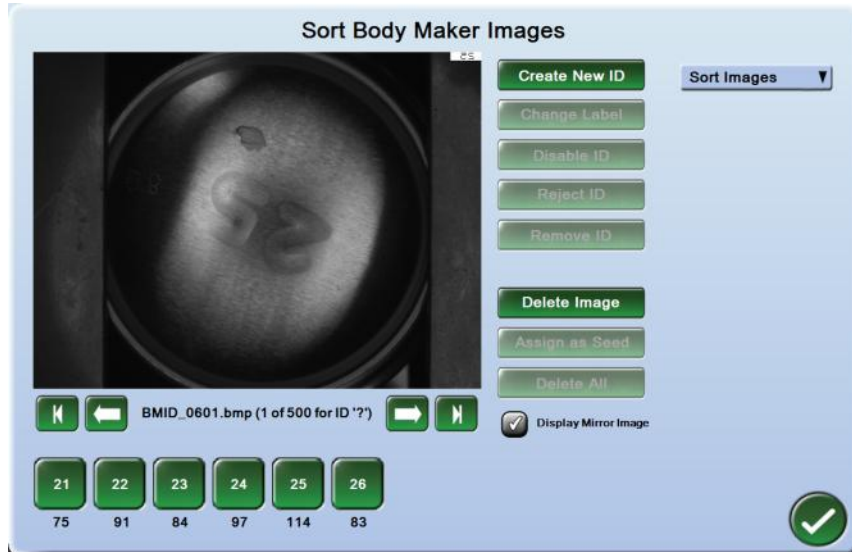 Sort Body Maker Images
Create New ID
Sort Images
Change Label
Disable ID
Reject ID
Remove ID
Delete Image
Assign as Seed
Delete All
BMID_0601.bmp (1 of 500 for ID '?')
Display Mirror Image
21 22 23 24 25 26
75 91 84 97 114 83